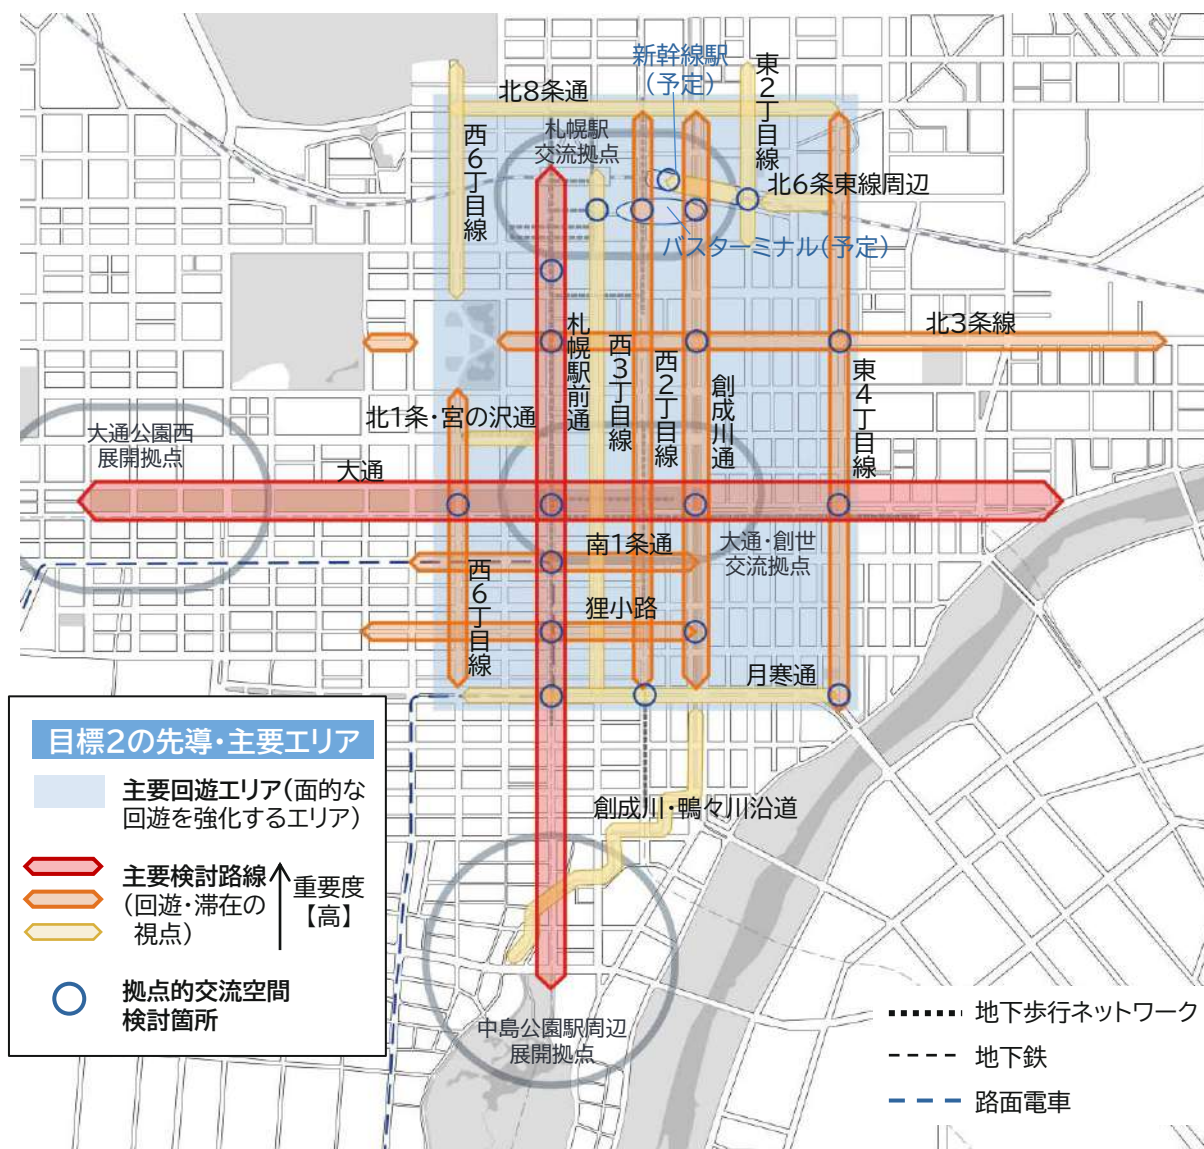 新幹線駅
(予定)
東2丁目線
北8条通
西6丁目線
札幌駅
交流拠点
北6条東線周辺
バスターミナル(予定)
北3条線
札幌駅前通
西3丁目線
西2丁目線
創成川通
東4丁目線
北1条・宮の沢通
大通公園西
展開拠点
大通
南1条通
大通・創世
交流拠点
西6丁目線
狸小路
月寒通
創成川・鴨々川沿道
中島公園駅周辺
展開拠点
目標2の先導・主要エリア
主要回遊エリア(面的な
回遊を強化するエリア)
主要検討路線
(回遊・滞在の
視点)
重要度
【高】
拠点的交流空間
検討箇所
地下歩行ネットワーク
地下鉄
路面電車